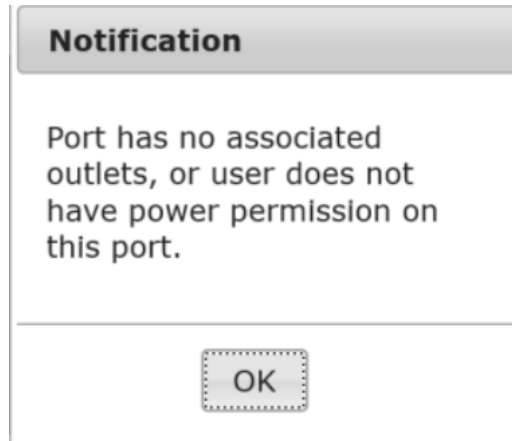 Notification
Port has no associated
outlets, or user does not
have power permission on
this port.
OK